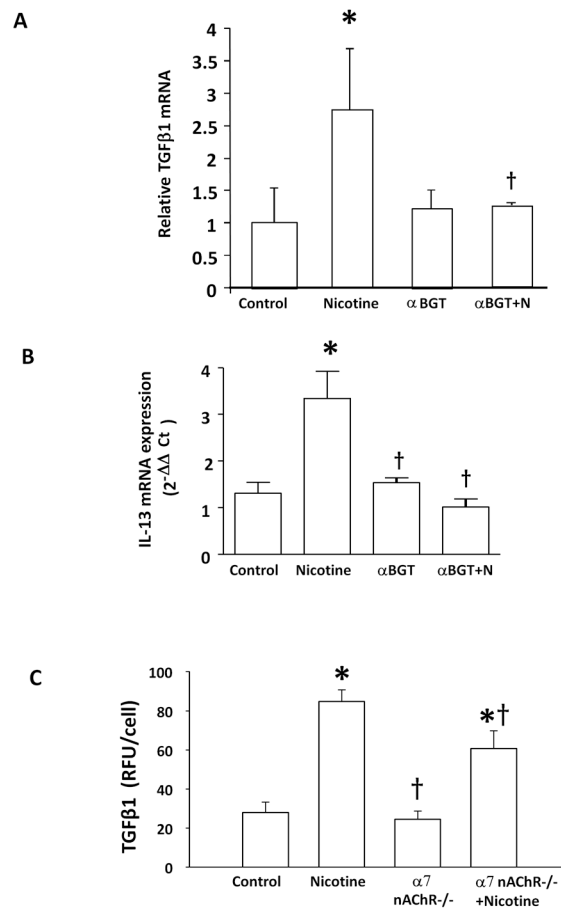 A
*
4
3.5
3
2.5
2
1.5
1
0.5
0
Relative TGFβ1 mRNA
†
Control Nicotine α BGT αBGT+N
B
*
4
3
2
1
0
IL-13 mRNA expression
(2-ΔΔ Ct )
† †
Control Nicotine αBGT αBGT+N
C
100
80
60
40
20
0
TGFβ1 (RFU/cell)
* † *†
Control Nicotine α7 α7 nAChR-/-
nAChR-/- +Nicotine